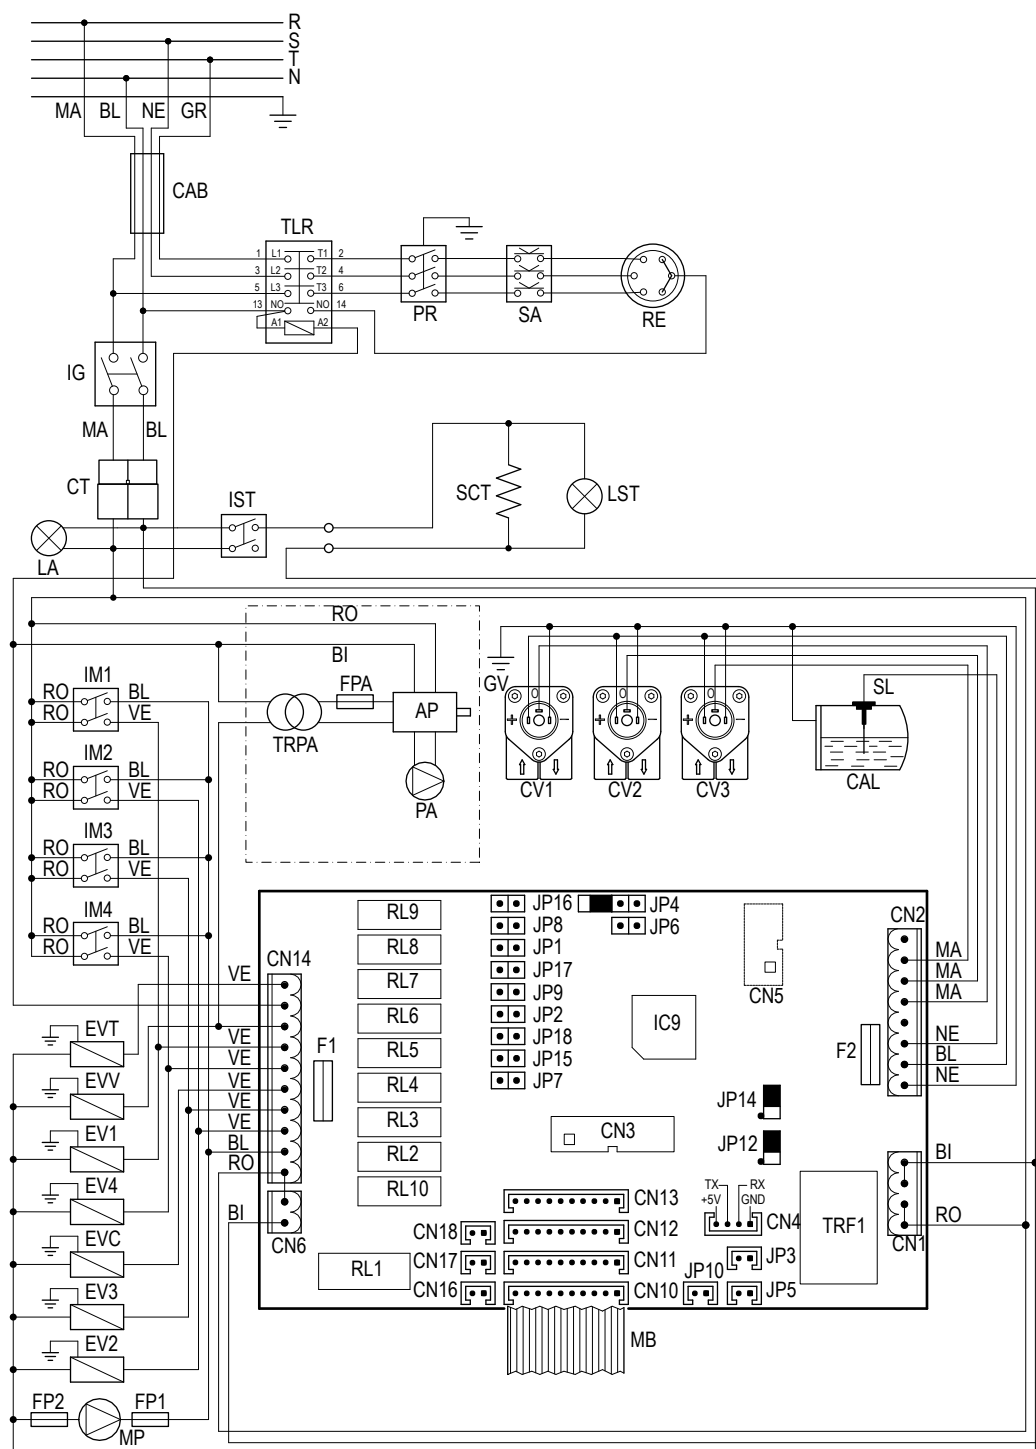 R
S
T
N
MA BL NE GR
CAB
TLR
1 L1 T1 2
3 L2 T2 4
5 L3 T3 6
13 NO NO 14
A1 A2
PR
SA
RE
IG
MA BL
CT
IST
SCT
LST
LA
RO
BI
FPA
AP
TRPA
PA
GV
+ 0 −
+ 0 −
+ 0 −
CV1
CV2
CV3
SL
CAL
IM1
RO BL
RO VE
IM2
RO BL
RO VE
IM3
RO BL
RO VE
IM4
RO BL
RO VE
CN14
VE
VE
VE
VE
VE
VE
BL
RO
BI
CN6
F1
EVT
EVV
EV1
EV4
EVC
EV3
EV2
FP2
MP
FP1
RL9
RL8
RL7
RL6
RL5
RL4
RL3
RL2
RL10
RL1
JP16
JP8
JP1
JP17
JP9
JP2
JP18
JP15
JP7
JP4
JP6
CN5
IC9
CN2
MA
MA
MA
NE
BL
NE
F2
JP14
JP12
CN3
TX RX
+5V GND
CN4
TRF1
CN1
BI
RO
CN13
CN12
CN11
CN10
CN18
CN17
CN16
JP3
JP10
JP5
MB